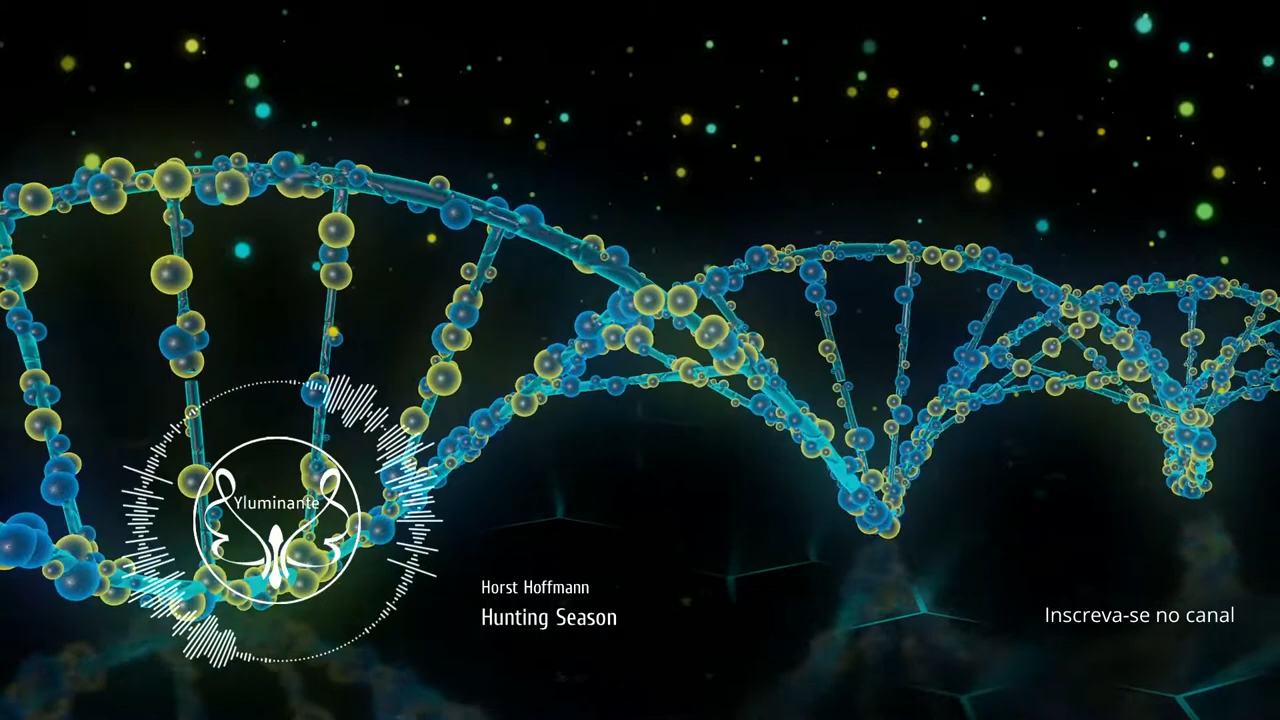 Yluminante
Horst Hoffmann
Hunting Season
Inscreva-se no canal